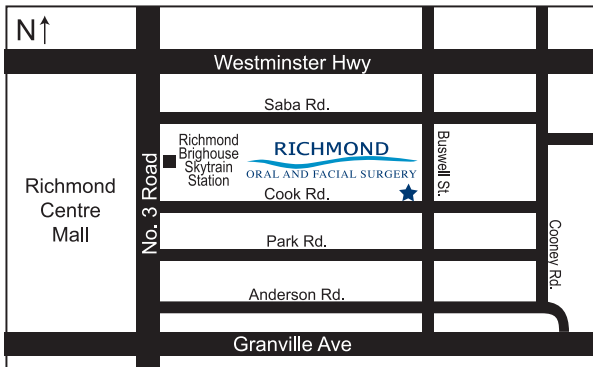 N
Westminster Hwy
Saba Rd.
Richmond
Brighouse
Skytrain
Station
RICHMOND
ORAL AND FACIAL SURGERY
Buswell St.
Richmond
Centre
Mall
No. 3 Road
Cook Rd.
Park Rd.
Cooney Rd.
Anderson Rd.
Granville Ave